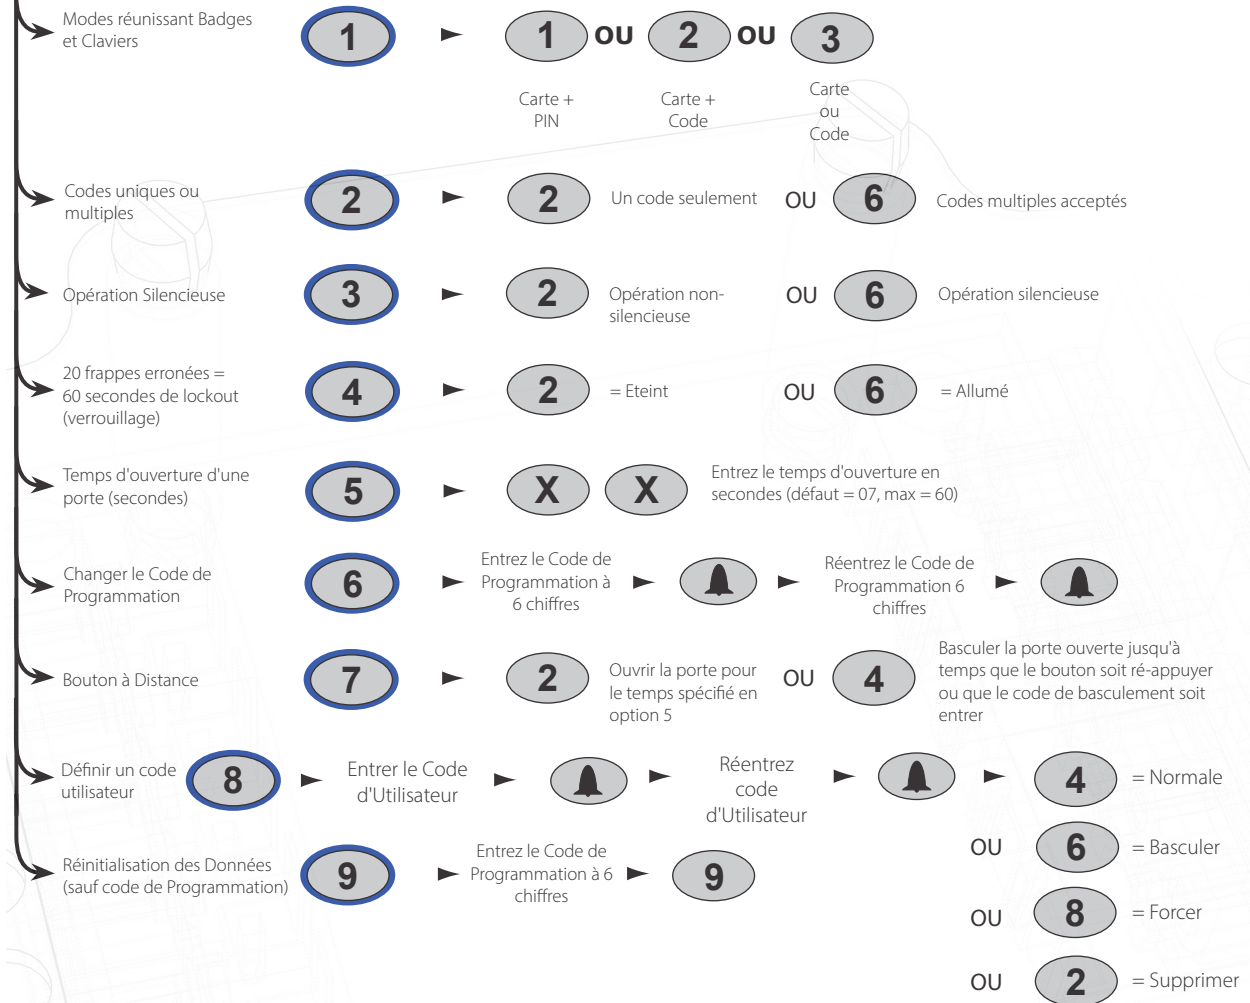 Modes réunissant Badges
et Claviers
1
1 OU 2 OU 3
Carte +
PIN
Carte +
Code
Carte
ou
Code
Codes uniques ou
multiples
2
2
Un code seulement
OU
6
Codes multiples acceptés
Opération Silencieuse
3
2
Opération non-
silencieuse
OU
6
Opération silencieuse
20 frappes erronées =
60 secondes de lockout
(verrouillage)
4
2
= Eteint
OU
6
= Allumé
Temps d'ouverture d'une
porte (secondes)
5
X X
Entrez le temps d'ouverture en
secondes (défaut = 07, max = 60)
Changer le Code de
Programmation
6
Entrez le Code de
Programmation à
6 chiffres
Réentrez le Code de
Programmation 6
chiffres
Bouton à Distance
7
2
Ouvrir la porte pour
le temps spécifié en
option 5
OU
4
Basculer la porte ouverte jusqu'à
temps que le bouton soit ré-appuyer
ou que le code de basculement soit
entrer
Définir un code
utilisateur
8
Entrer le Code
d'Utilisateur
Réentrez
code
d'Utilisateur
4
= Normale
OU
6
= Basculer
OU
8
= Forcer
OU
2
= Supprimer
Réinitialisation des Données
(sauf code de Programmation)
9
Entrez le Code de
Programmation à 6
chiffres
9